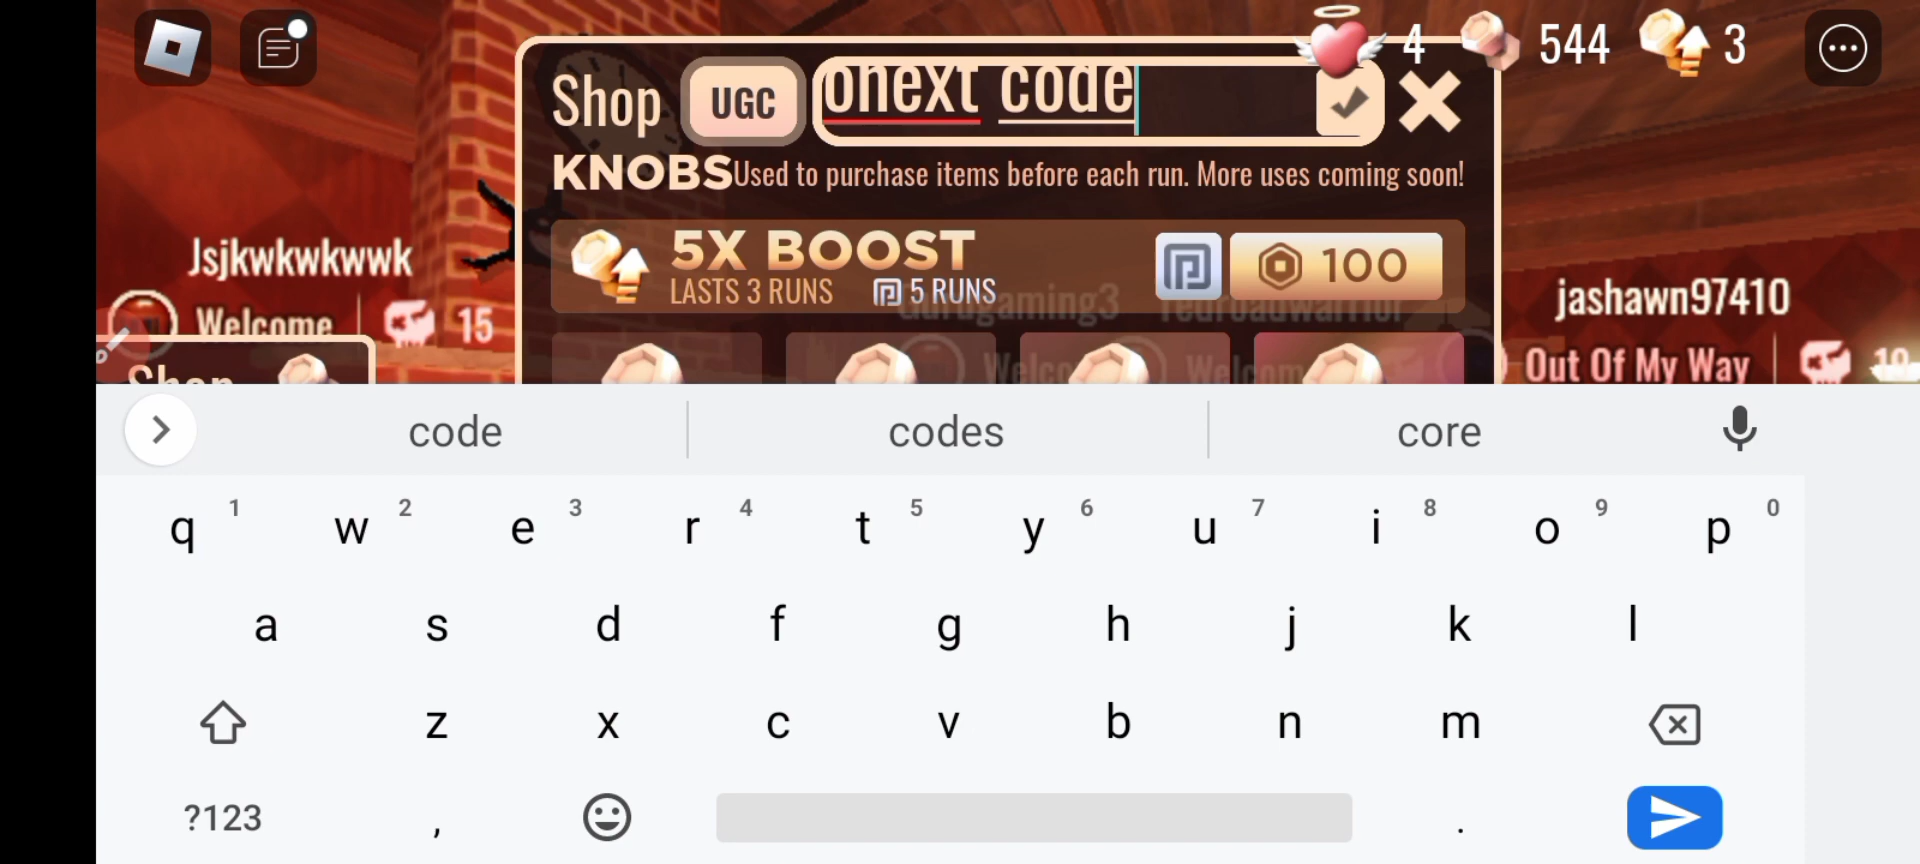 4 544 3
Shop UGC onext code
KNOBS Used to purchase items before each run. More uses coming soon!
5X BOOST
LASTS 3 RUNS 5 RUNS 100
Jsjkwkwkwwk
Welcome 15
jashawn97410
Out Of My Way 19
Shop
code codes core
q 1 w 2 e 3 r 4 t 5 y 6 u 7 i 8 o 9 p 0
a s d f g h j k l
z x c v b n m
?123 , .